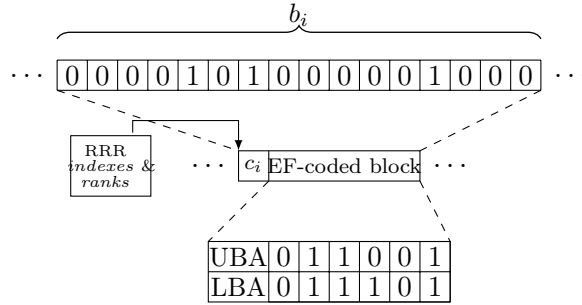 b_i
··· 0 0 0 0 1 0 1 0 0 0 0 0 1 0 0 0 ··
RRR
indexes &
ranks
··· c_i EF-coded block ···
UBA 0 1 1 0 0 1
LBA 0 1 1 1 0 1